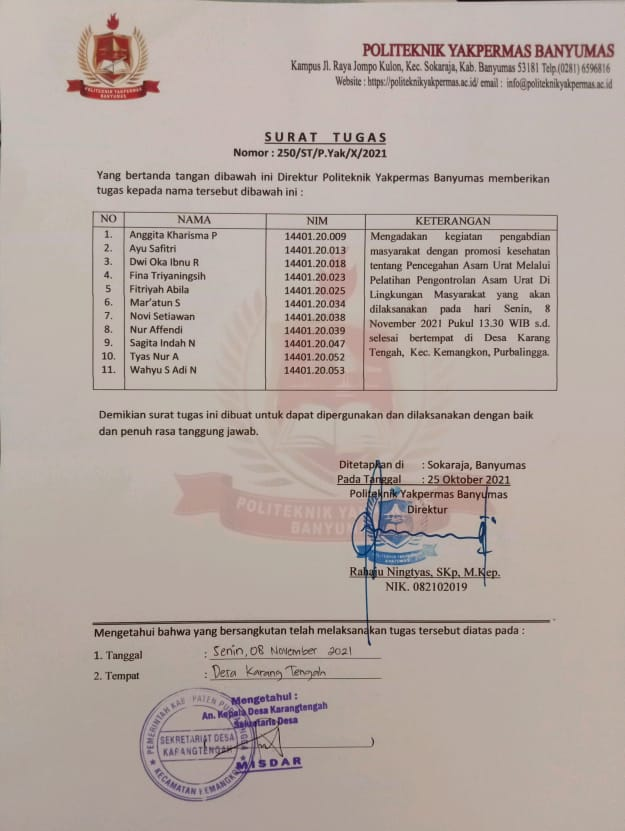 POLITEKNIK YAKPERMAS
BANYUMAS
POLITEKNIK YAKPERMAS BANYUMAS
Kampus Jl. Raya Jompo Kulon, Kec. Sokaraja, Kab. Banyumas 53181 Telp.(0281) 6596816
Website : https://politeknikyakpermas.ac.id/ email : info@politeknikyakpermas.ac.id
SURAT TUGAS
Nomor : 250/ST/P.Yak/X/2021
Yang bertanda tangan dibawah ini Direktur Politeknik Yakpermas Banyumas memberikan
tugas kepada nama tersebut dibawah ini :
NO NAMA NIM KETERANGAN
1. Anggita Kharisma P 14401.20.009
2. Ayu Safitri 14401.20.013
3. Dwi Oka Ibnu R 14401.20.018
4. Fina Triyaningsih 14401.20.023
5 Fitriyah Abila 14401.20.025
6. Mar'atun S 14401.20.034
7. Novi Setiawan 14401.20.038
8. Nur Affendi 14401.20.039
9. Sagita Indah N 14401.20.047
10. Tyas Nur A 14401.20.052
11. Wahyu S Adi N 14401.20.053
Mengadakan kegiatan pengabdian
masyarakat dengan promosi kesehatan
tentang Pencegahan Asam Urat Melalui
Pelatihan Pengontrolan Asam Urat Di
Lingkungan Masyarakat yang akan
dilaksanakan pada hari Senin, 8
November 2021 Pukul 13.30 WIB s.d.
selesai bertempat di Desa Karang
Tengah, Kec. Kemangkon, Purbalingga.
Demikian surat tugas ini dibuat untuk dapat dipergunakan dan dilaksanakan dengan baik
dan penuh rasa tanggung jawab.
Ditetapkan di : Sokaraja, Banyumas
Pada Tanggal : 25 Oktober 2021
Politeknik Yakpermas Banyumas
Direktur
POLITEKNIK YAKPERMAS
BANYUMAS
Rahaju Ningtyas, SKp, M.Kep.
NIK. 082102019
Mengetahui bahwa yang bersangkutan telah melaksanakan tugas tersebut diatas pada :
1. Tanggal : Senin, 08 November 2021
2. Tempat : Desa Karang Tengah
Mengetahui :
An. Kepala Desa Karangtengah
Sekretaris Desa
SEKRETARIAT DESA
KARANGTENGAH
KECAMATAN KEMANGKON
MISDAR